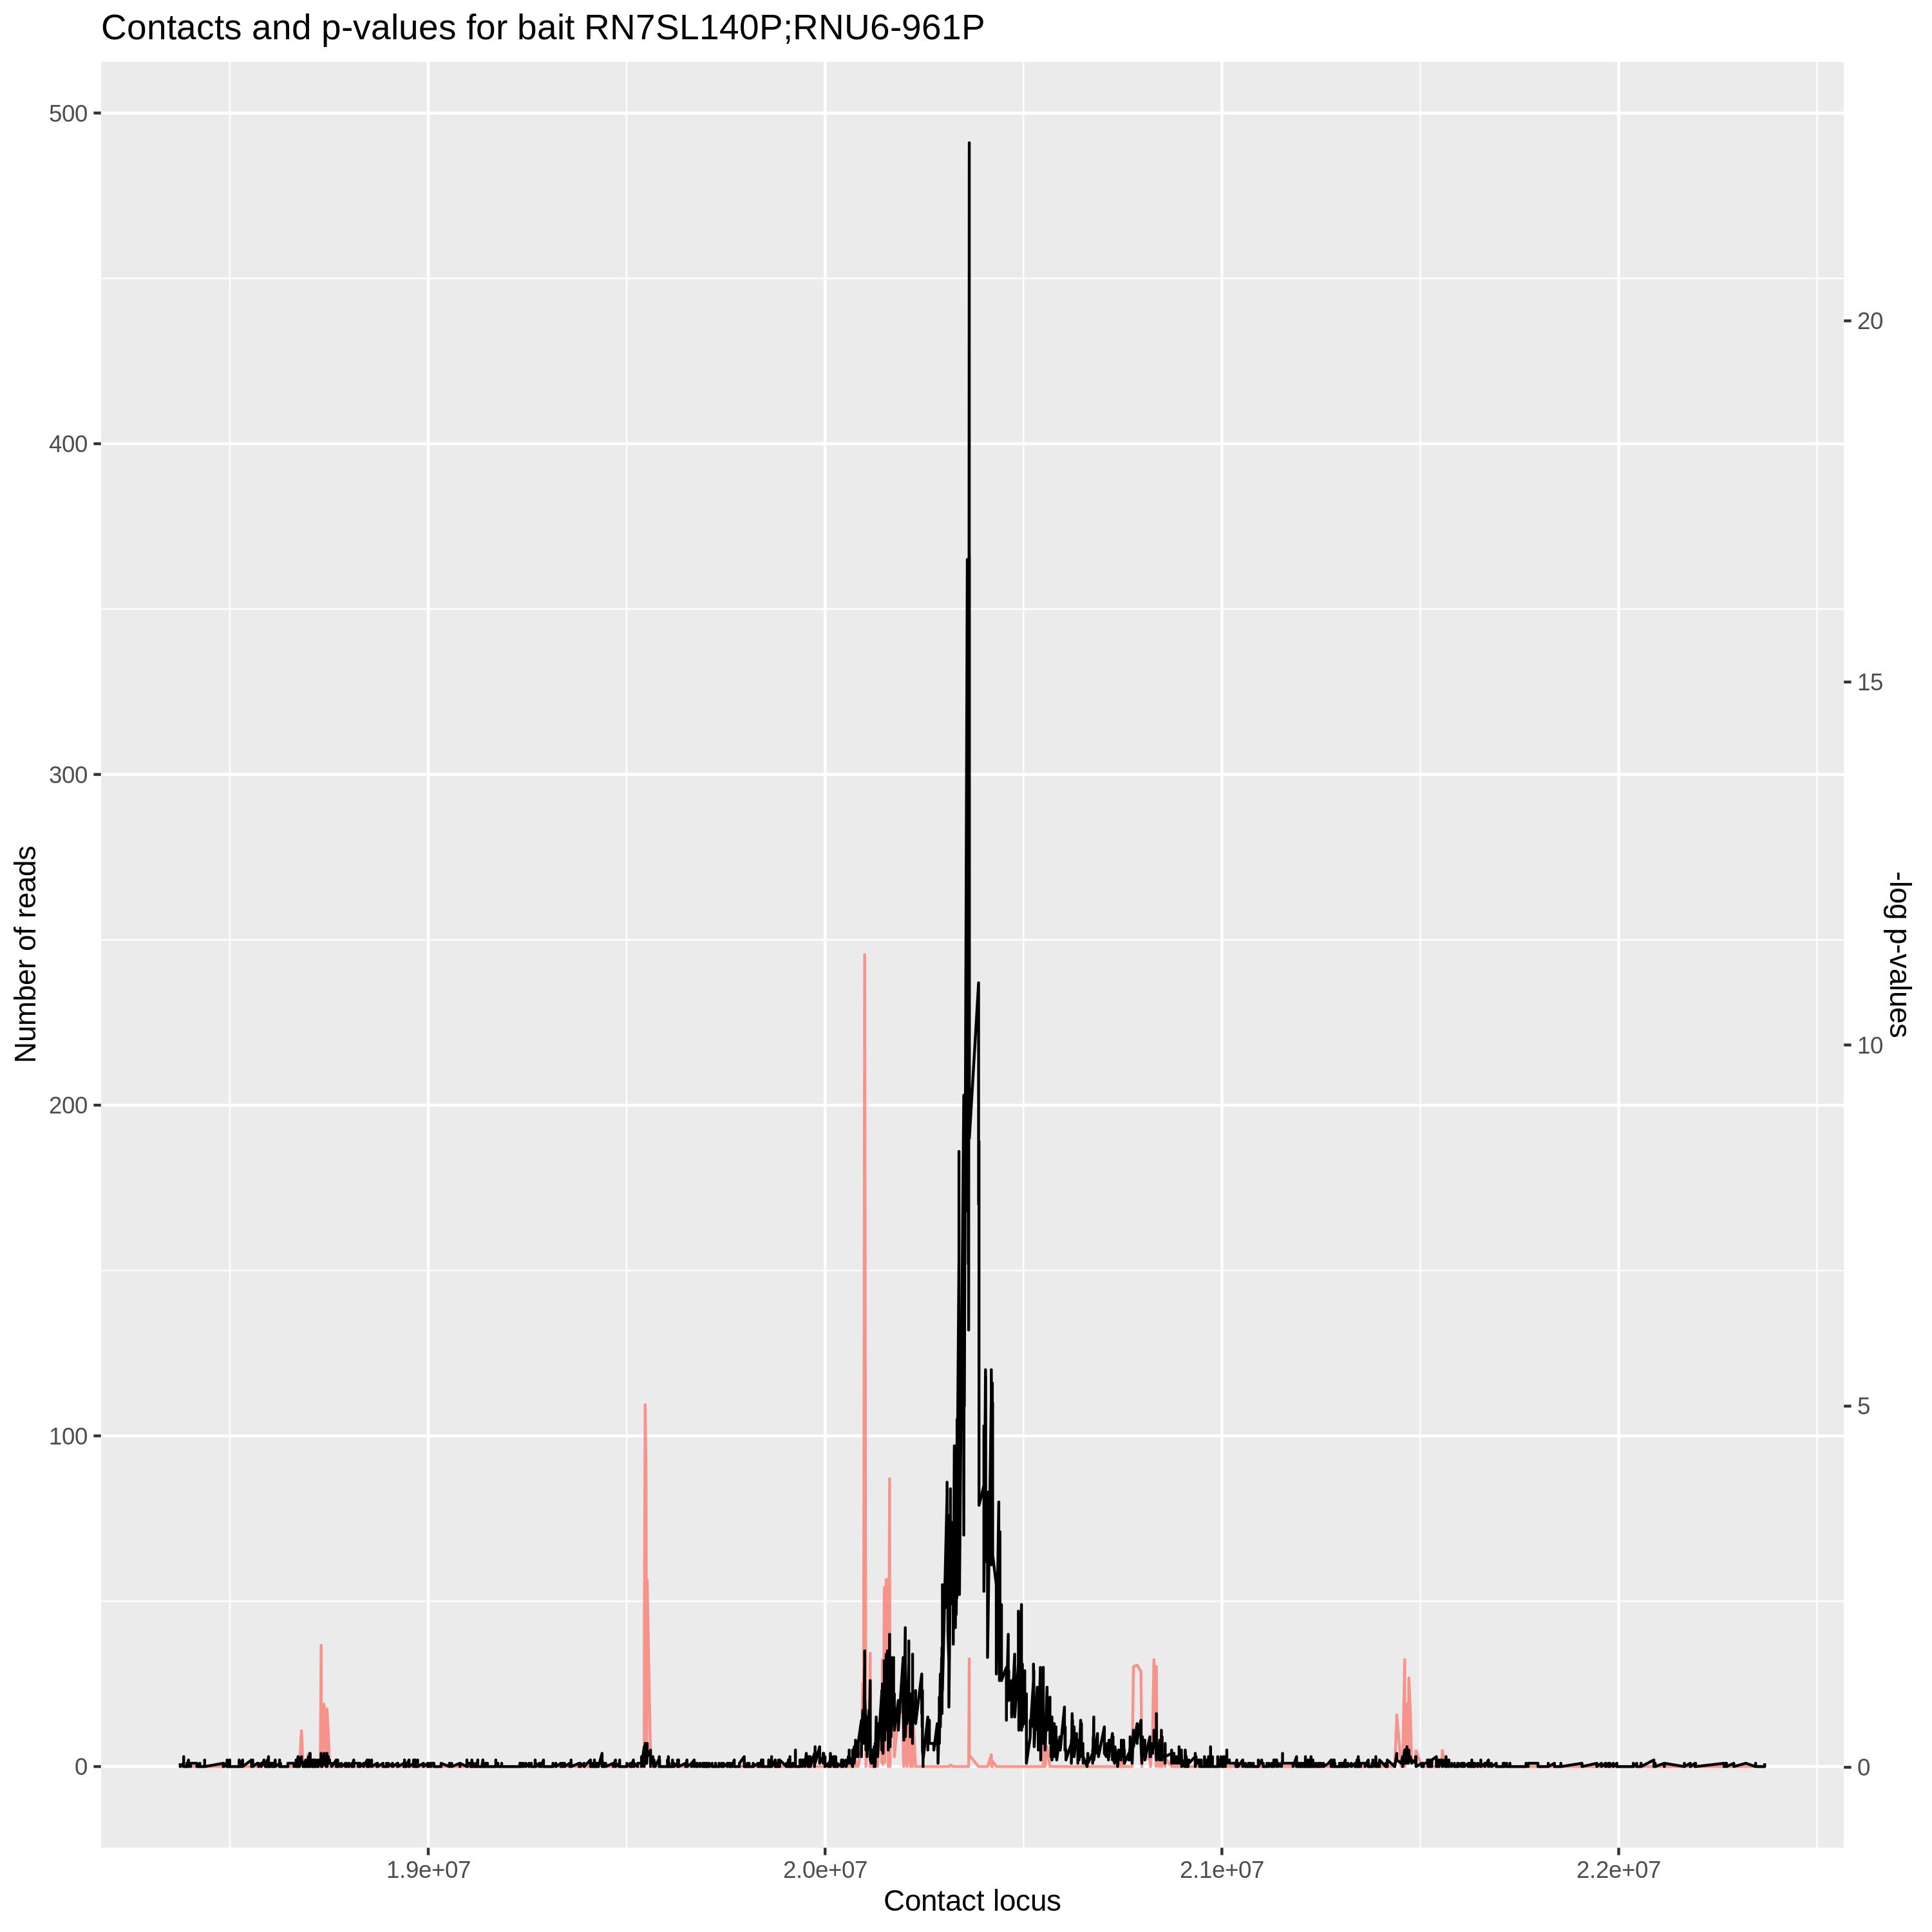 Contacts and p-values for bait RN7SL140P;RNU6-961P
500
400
300
200
100
0
Number of reads
20
15
10
5
0
-log p-values
1.9e+07
2.0e+07
2.1e+07
2.2e+07
Contact locus